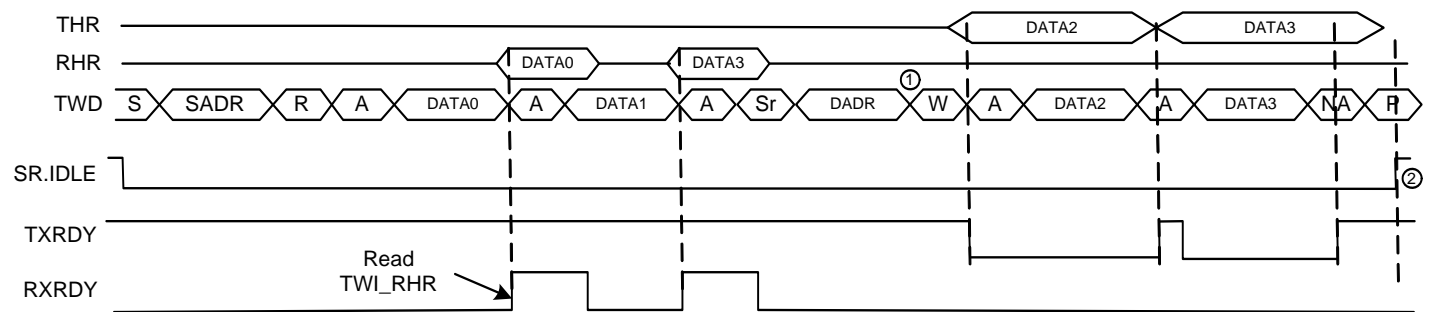 THR DATA2 DATA3
RHR DATA0 DATA3
①
TWD S SADR R A DATA0 A DATA1 A Sr DADR W A DATA2 A DATA3 NA P
SR.IDLE ②
TXRDY
Read
TWI_RHR
RXRDY